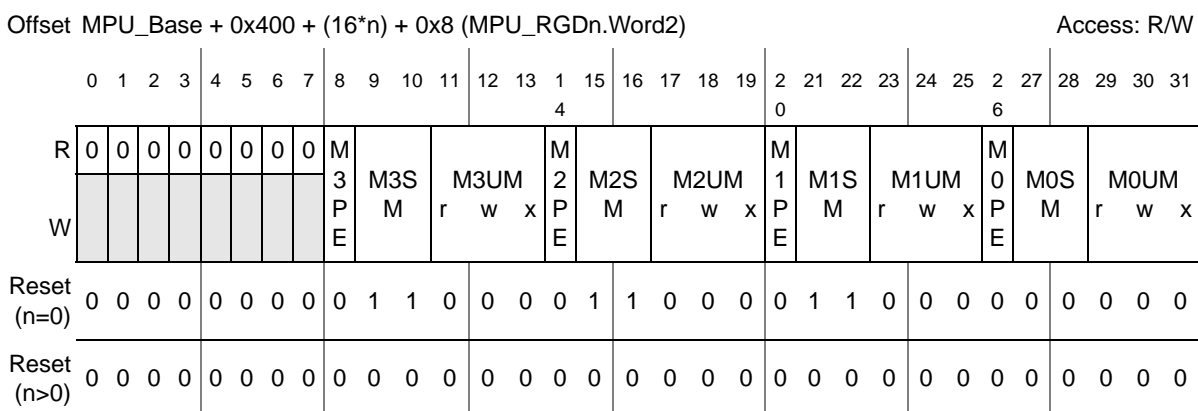 Offset MPU_Base + 0x400 + (16*n) + 0x8 (MPU_RGDn.Word2) Access: R/W
0 1 2 3 4 5 6 7 8 9 10 11 12 13 14 15 16 17 18 19 20 21 22 23 24 25 26 27 28 29 30 31
R 0 0 0 0 0 0 0 0 M3PE M3SM M3UM r w x M2PE M2SM M2UM r w x M1PE M1SM M1UM r w x M0PE M0SM M0UM r w x
W
Reset (n=0) 0 0 0 0 0 0 0 0 0 1 1 0 0 0 0 1 1 0 0 0 0 1 1 0 0 0 0 0 0 0 0 0
Reset (n>0) 0 0 0 0 0 0 0 0 0 0 0 0 0 0 0 0 0 0 0 0 0 0 0 0 0 0 0 0 0 0 0 0